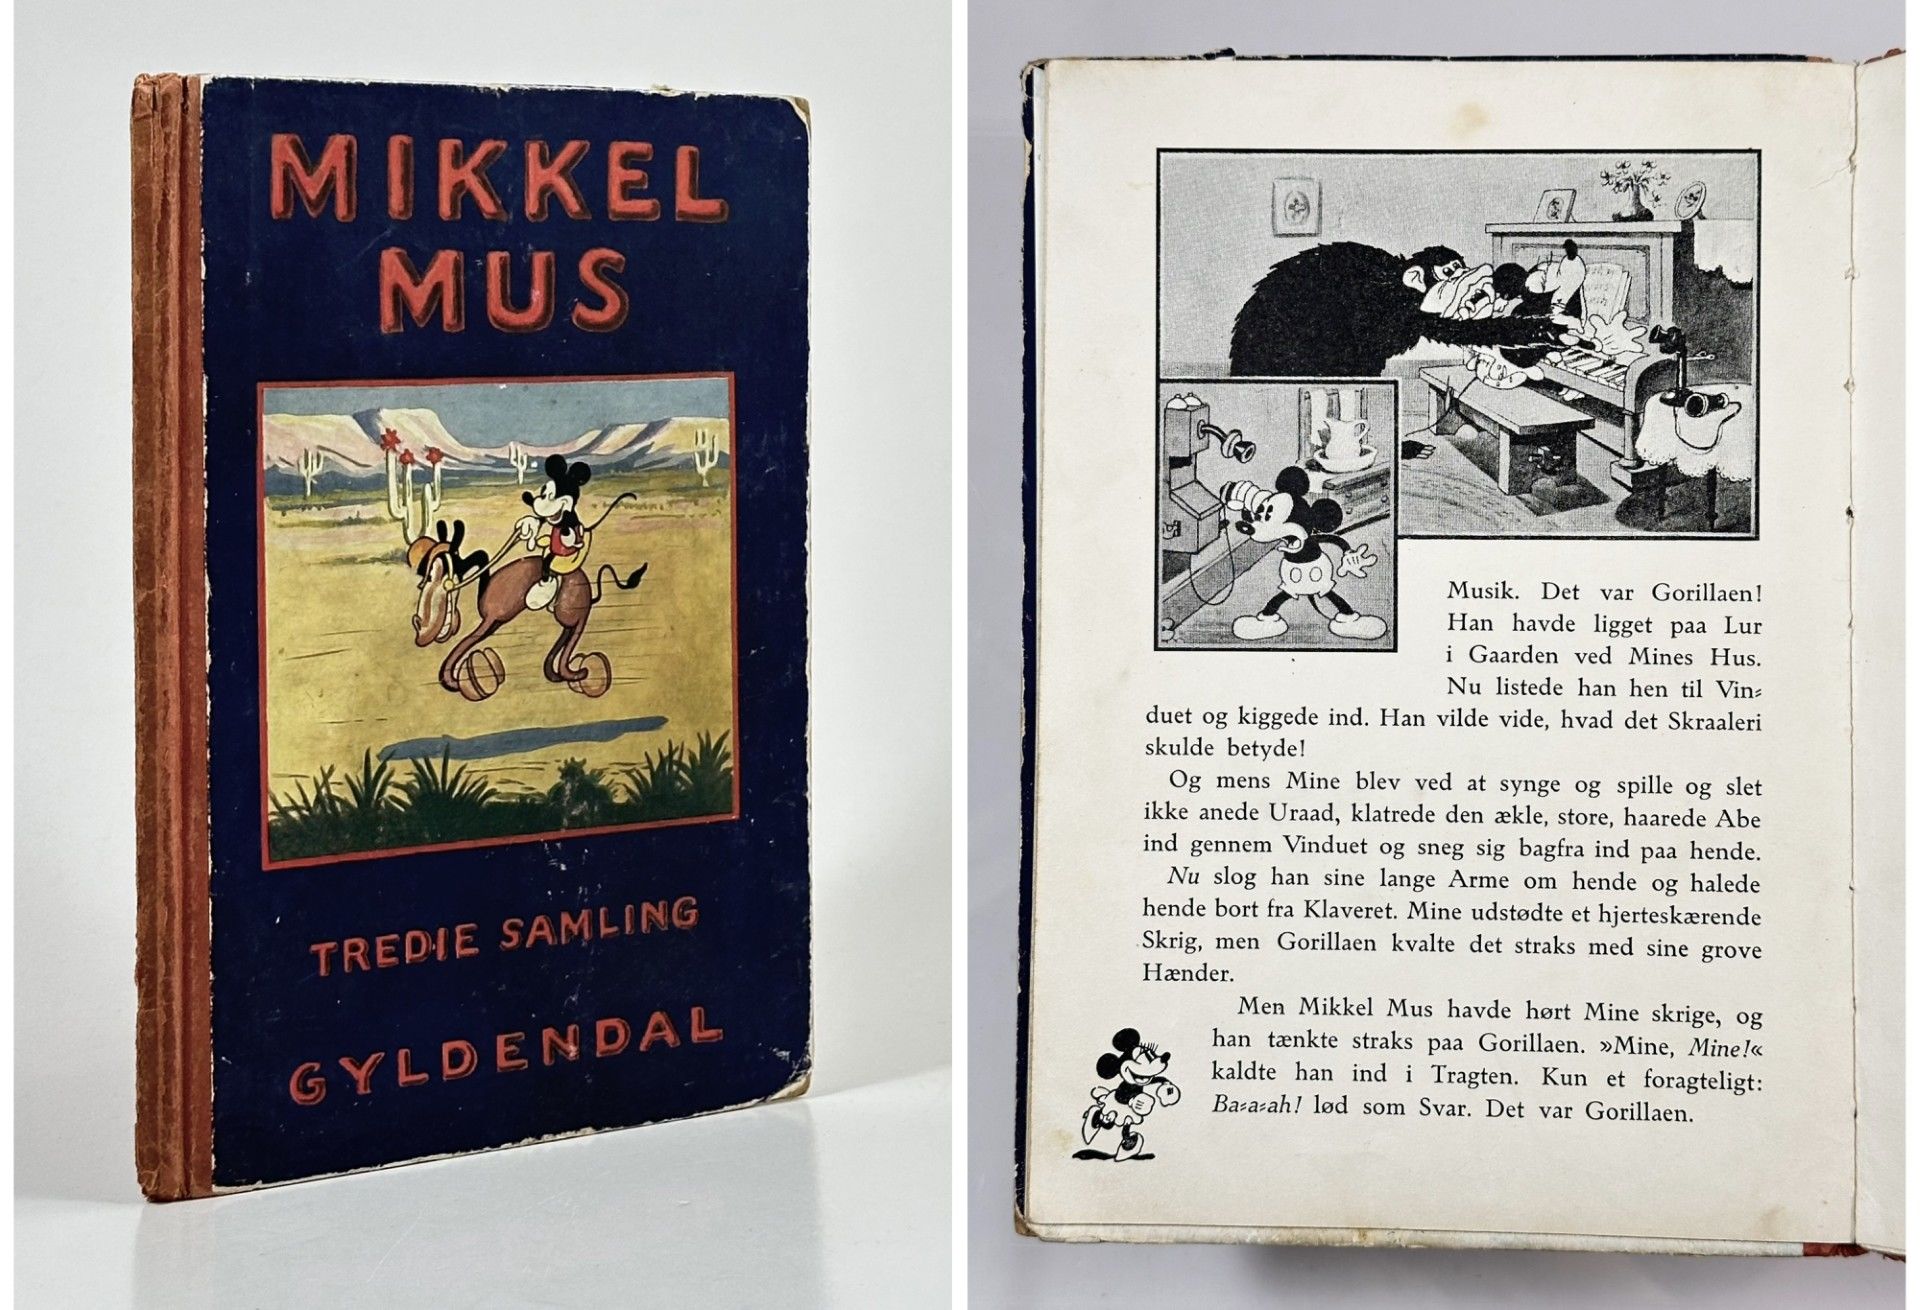 MIKKEL
MUS
TREDIE SAMLING
GYLDENDAL
Musik. Det var Gorillaen!
Han havde ligget paa Lur
i Gaarden ved Mines Hus.
Nu listede han hen til Vin⸗
duet og kiggede ind. Han vilde vide, hvad det Skraaleri
skulde betyde!
Og mens Mine blev ved at synge og spille og slet
ikke anede Uraad, klatrede den ækle, store, haarede Abe
ind gennem Vinduet og sneg sig bagfra ind paa hende.
Nu slog han sine lange Arme om hende og halede
hende bort fra Klaveret. Mine udstødte et hjerteskærende
Skrig, men Gorillaen kvalte det straks med sine grove
Hænder.
Men Mikkel Mus havde hørt Mine skrige, og
han tænkte straks paa Gorillaen. »Mine, Mine!«
kaldte han ind i Tragten. Kun et foragteligt:
Ba⸗a⸗ah! lød som Svar. Det var Gorillaen.